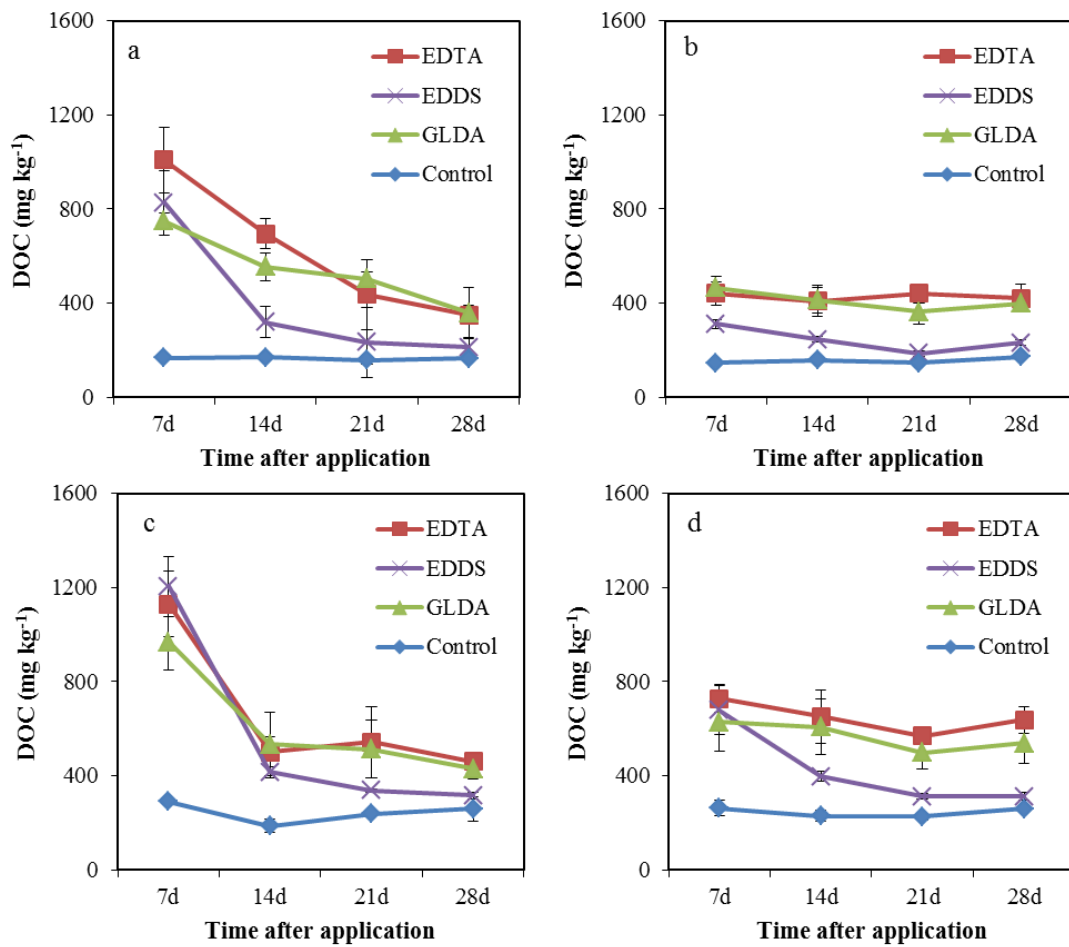 a
1600
1200
800
400
0
DOC (mg kg⁻¹)
EDTA
EDDS
GLDA
Control
7d 14d 21d 28d
Time after application
b
1600
1200
800
400
0
DOC (mg kg⁻¹)
EDTA
EDDS
GLDA
Control
7d 14d 21d 28d
Time after application
c
1600
1200
800
400
0
DOC (mg kg⁻¹)
EDTA
EDDS
GLDA
Control
7d 14d 21d 28d
Time after application
d
1600
1200
800
400
0
DOC (mg kg⁻¹)
EDTA
EDDS
GLDA
Control
7d 14d 21d 28d
Time after application